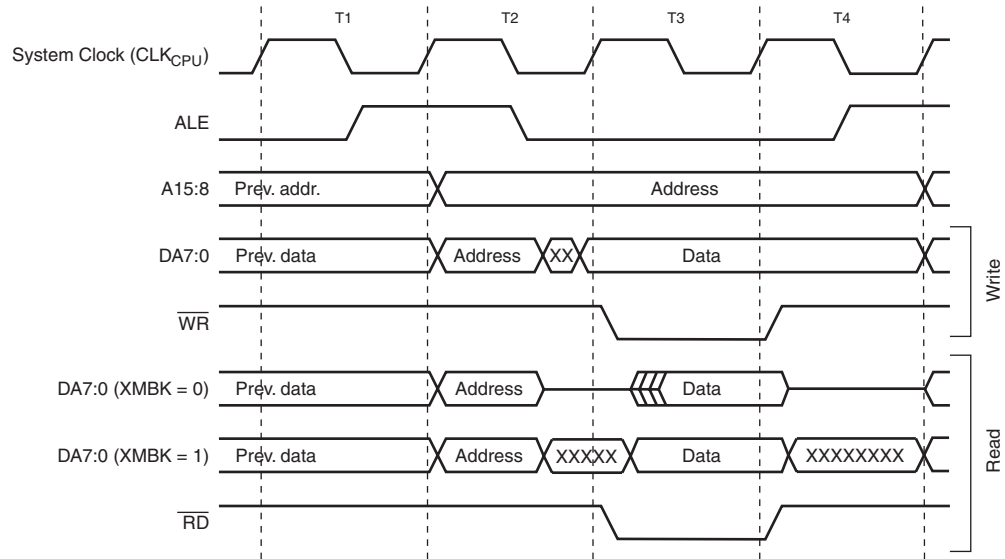 T1 T2 T3 T4
System Clock (CLKCPU)
ALE
A15:8 Prev. addr. Address
DA7:0 Prev. data Address XX Data
WR
Write
DA7:0 (XMBK = 0) Prev. data Address Data
DA7:0 (XMBK = 1) Prev. data Address XXXXX Data XXXXXXXX
RD
Read